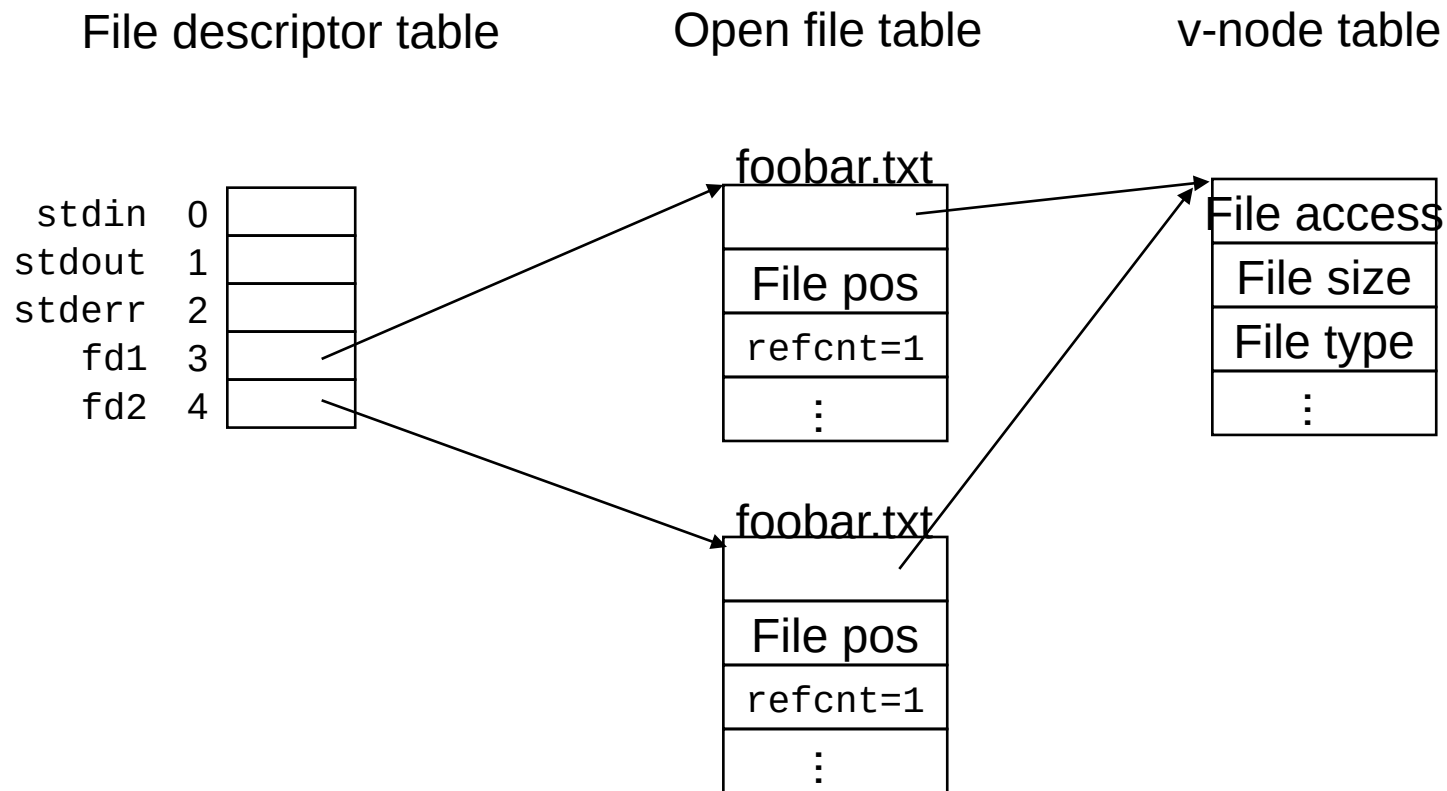 File descriptor table
Open file table
v-node table
stdin 0
stdout 1
stderr 2
fd1 3
fd2 4
foobar.txt
File pos
refcnt=1
...
foobar.txt
File pos
refcnt=1
...
File access
File size
File type
...